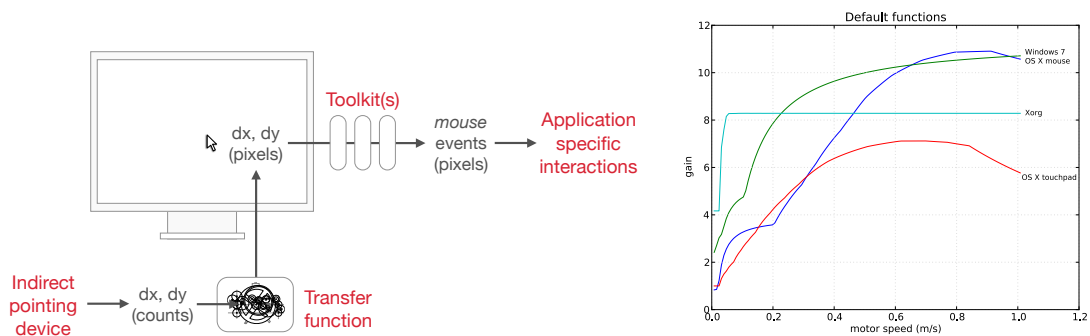 Toolkit(s)
dx, dy
(pixels)
mouse
events
(pixels)
Application
specific
interactions
Indirect
pointing
device
dx, dy
(counts)
Transfer
function
Default functions
12
10
8
6
4
2
0
gain
0.0
0.2
0.4
0.6
0.8
1.0
1.2
motor speed (m/s)
Windows 7
OS X mouse
Xorg
OS X touchpad